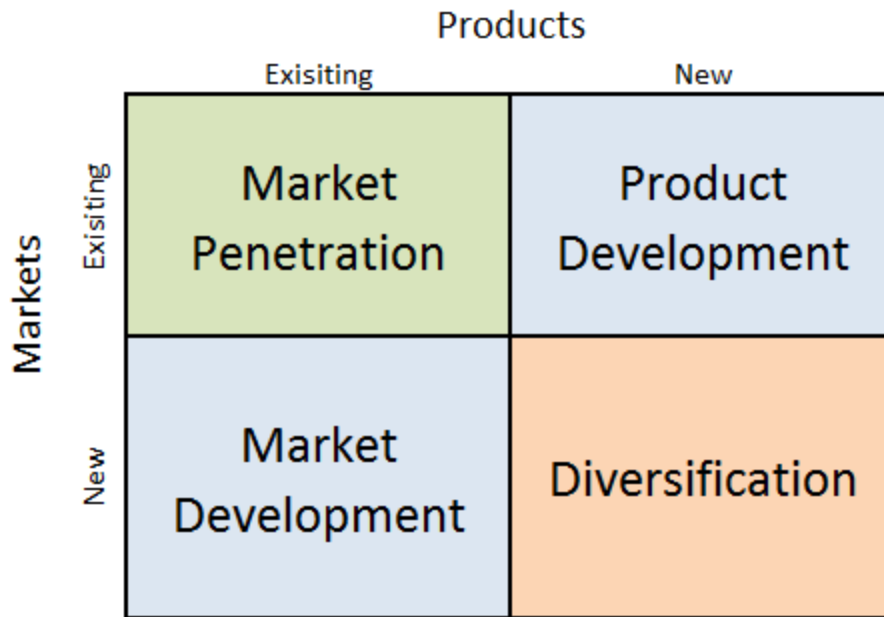 Products
Exisiting
New
Markets
Exisiting
Market
Penetration
Product
Development
New
Market
Development
Diversification